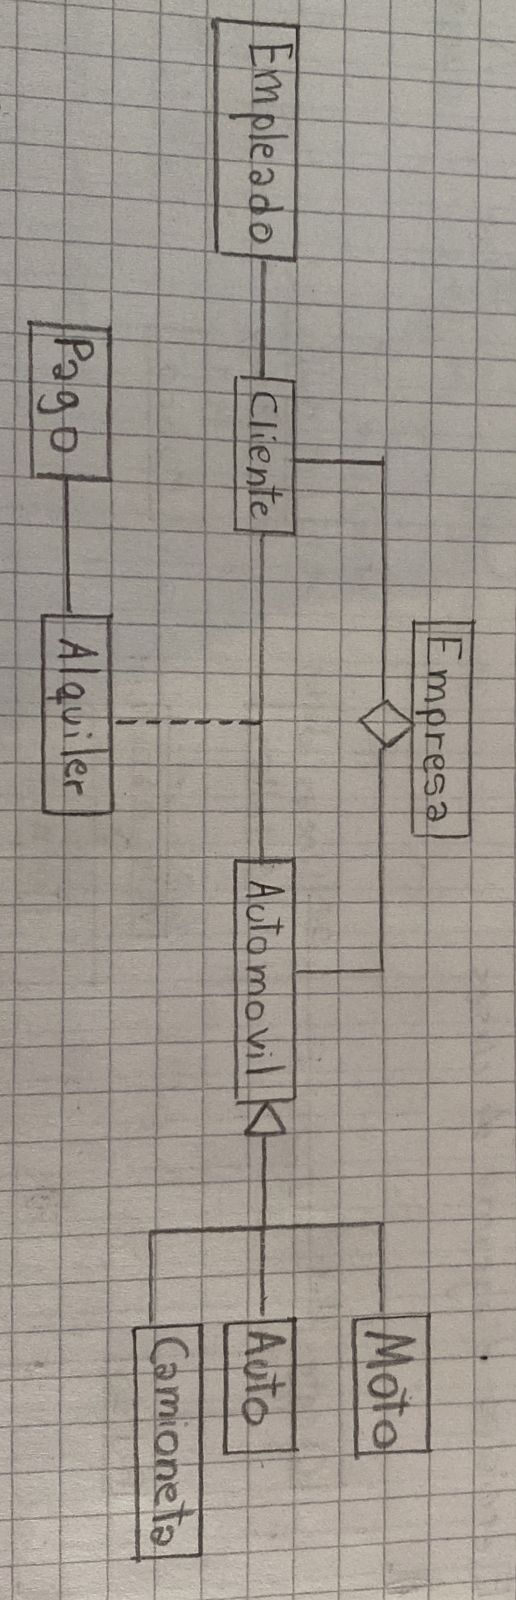 Empresa
Empleado
Cliente
Automovil
Moto
Auto
Camioneta
Pago
Alquiler